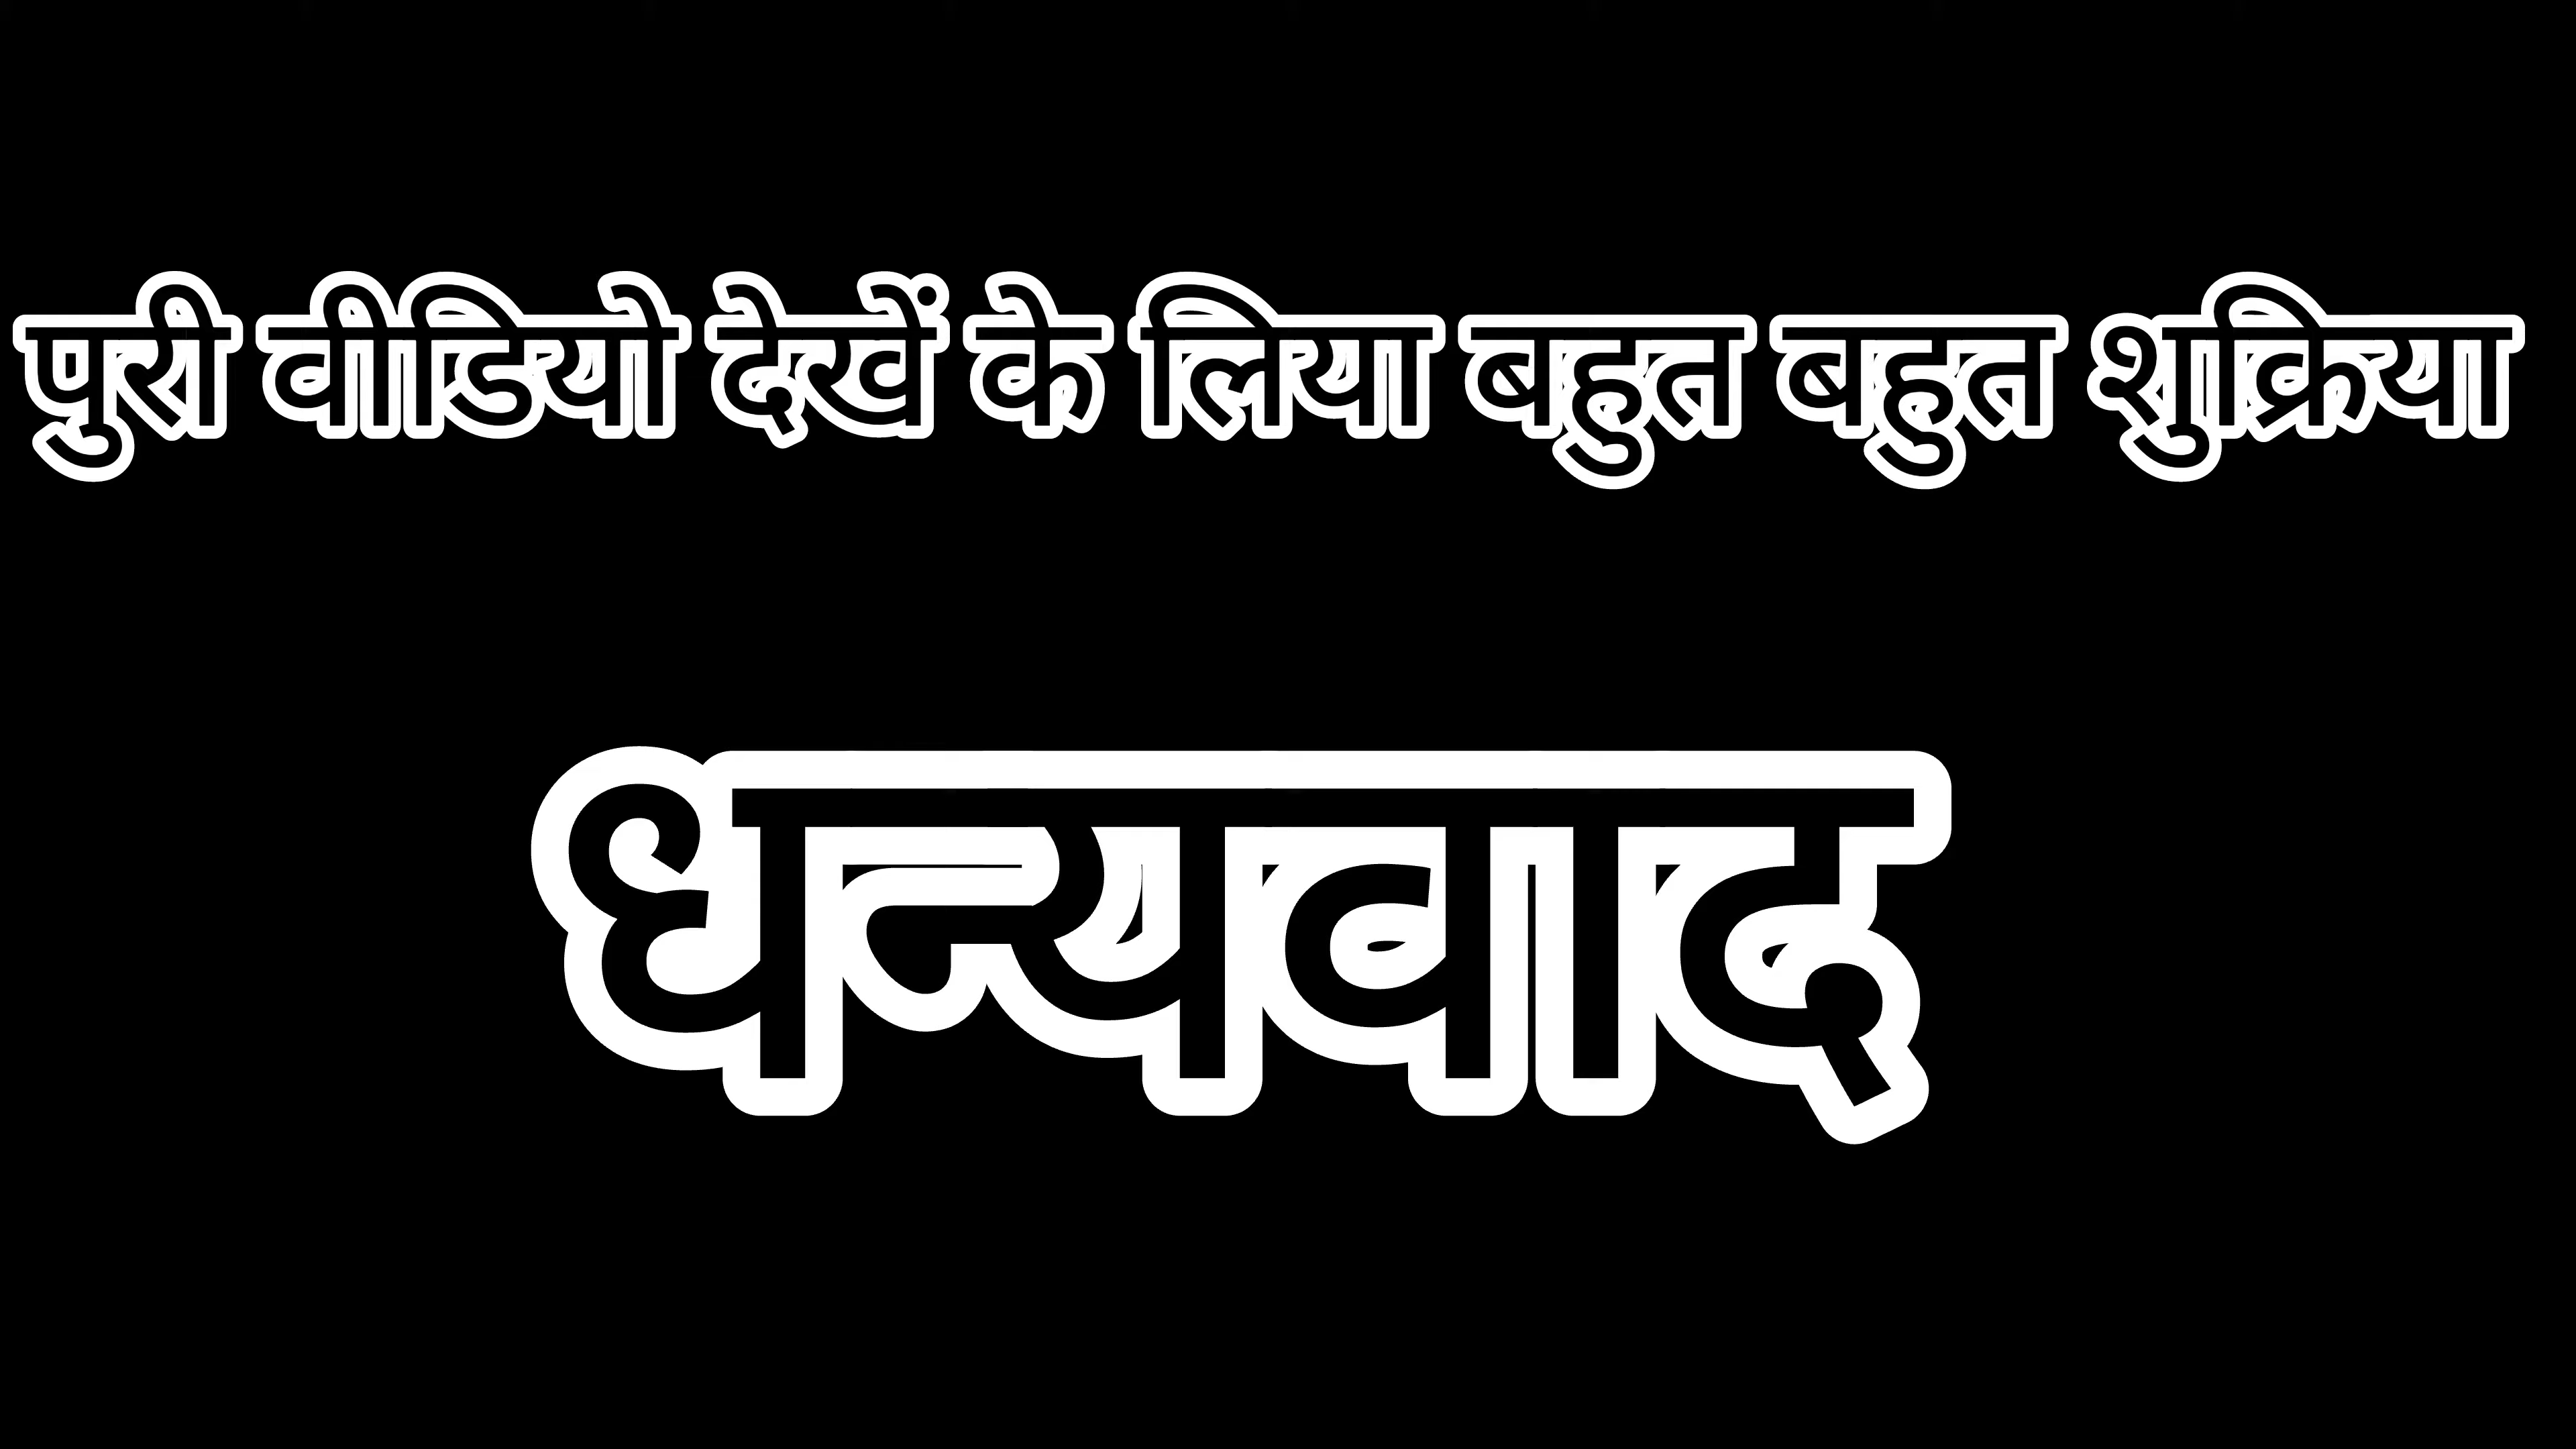 पुरी वीडियो देखें के लिया बहुत बहुत शुक्रिया
धन्यवाद